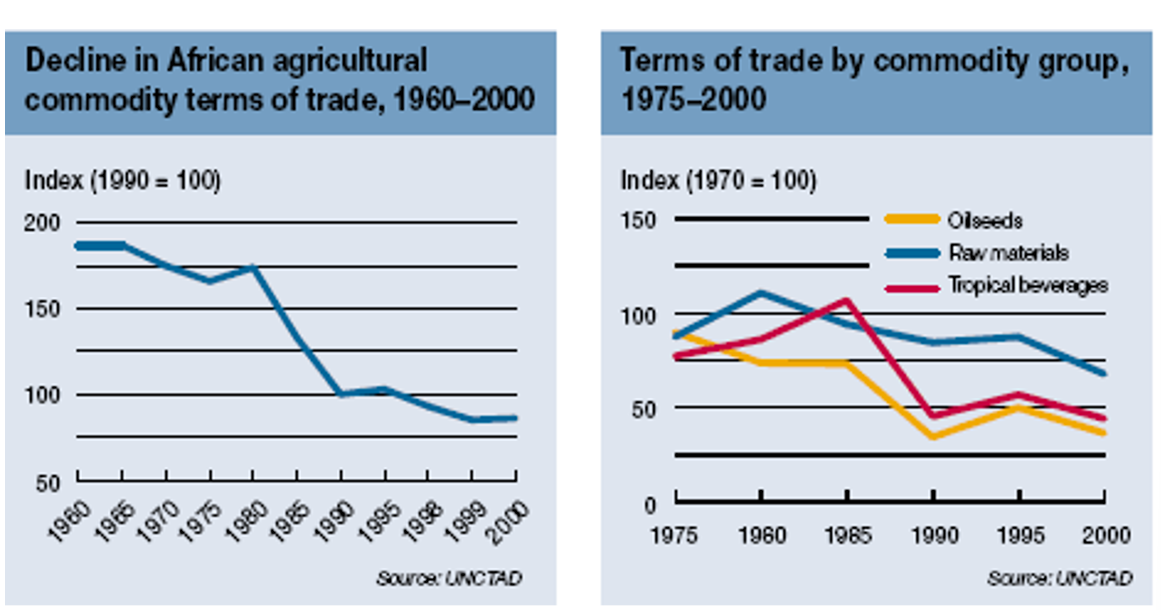 Decline in African agricultural
commodity terms of trade, 1960–2000
Index (1990 = 100)
200
150
100
50
1960 1965 1970 1975 1980 1985 1990 1995 1998 1999 2000
Source: UNCTAD
Terms of trade by commodity group,
1975–2000
Index (1970 = 100)
150
100
50
0
Oilseeds
Raw materials
Tropical beverages
1975 1960 1965 1990 1995 2000
Source: UNCTAD